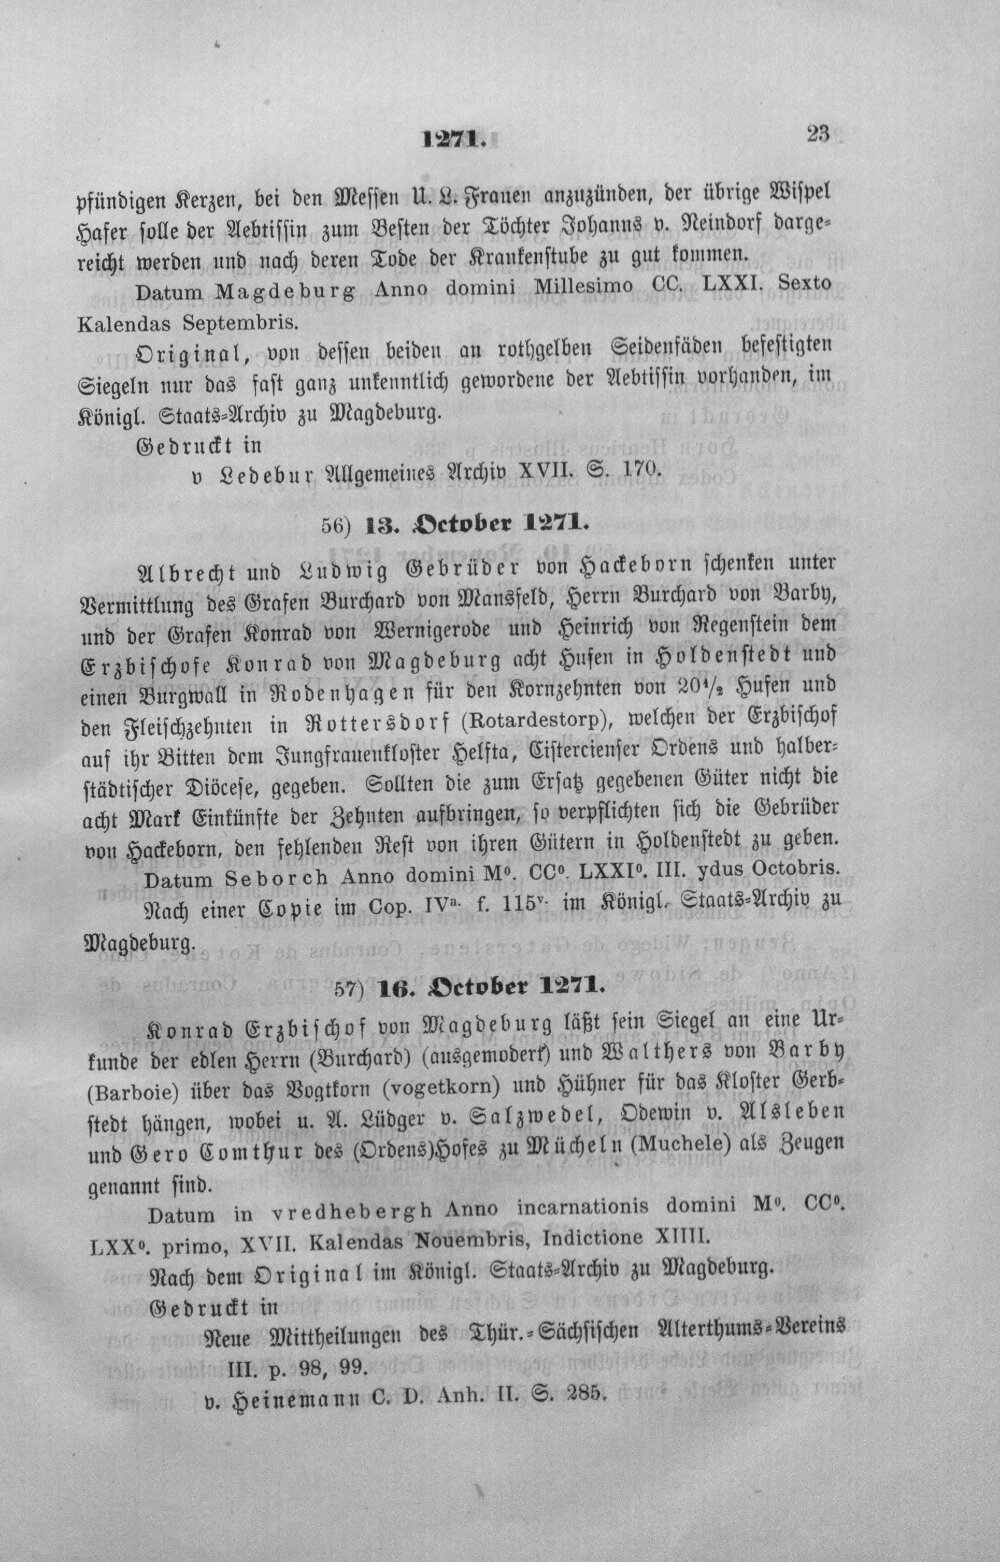 1271. 23
pfündigen Kerzen, bei den Messen U. L. Frauen anzuzünden, der übrige Wispel
Hafer solle der Aebtissin zum Besten der Töchter Johanns v. Neindorf darge-
reicht werden und nach deren Tode der Krankenstube zu gut kommen.
Datum Magdeburg Anno domini Millesimo CC. LXXI. Sexto
Kalendas Septembris.
Original, von dessen beiden an rothgelben Seidenfäden befestigten
Siegeln nur das fast ganz unkenntlich gewordene der Aebtissin vorhanden, im
Königl. Staats-Archiv zu Magdeburg.
Gedruckt in
v Ledebur Allgemeines Archiv XVII. S. 170.
56) 13. October 1271.
Albrecht und Ludwig Gebrüder von Hackeborn schenken unter
Vermittlung des Grafen Burchard von Mansfeld, Herrn Burchard von Barby,
und der Grafen Konrad von Wernigerode und Heinrich von Regenstein dem
Erzbischofe Konrad von Magdeburg acht Hufen in Holdenstedt und
einen Burgwall in Rodenhagen für den Kornzehnten von 20 1/2 Hufen und
den Fleischzehnten in Rottersdorf (Rotardestorp), welchen der Erzbischof
auf ihr Bitten dem Jungfrauenkloster Helfta, Cistercienser Ordens und halber-
städtischer Diöcese, gegeben. Sollten die zum Ersatz gegebenen Güter nicht die
acht Mark Einkünfte der Zehnten aufbringen, so verpflichten sich die Gebrüder
von Hackeborn, den fehlenden Rest von ihren Gütern in Holdenstedt zu geben.
Datum Seborch Anno domini Mº. CCº. LXXIº. III. ydus Octobris.
Nach einer Copie im Cop. IVa. f. 115v. im Königl. Staats-Archiv zu
Magdeburg.
57) 16. October 1271.
Konrad Erzbischof von Magdeburg läßt sein Siegel an eine Ur-
kunde der edlen Herrn (Burchard) (ausgemodert) und Walthers von Barby
(Barboie) über das Vogtkorn (vogetkorn) und Hühner für das Kloster Gerb-
stedt hängen, wobei u. A. Lüdger v. Salzwedel, Odewin v. Alsleben
und Gero Comthur des (Ordens)Hofes zu Mücheln (Muchele) als Zeugen
genannt sind.
Datum in vredhebergh Anno incarnationis domini Mº. CCº.
LXXº. primo, XVII. Kalendas Nouembris, Indictione XIIII.
Nach dem Original im Königl. Staats-Archiv zu Magdeburg.
Gedruckt in
Neue Mittheilungen des Thür.-Sächsischen Alterthums-Vereins
III. p. 98, 99.
v. Heinemann C. D. Anh. II. S. 285.